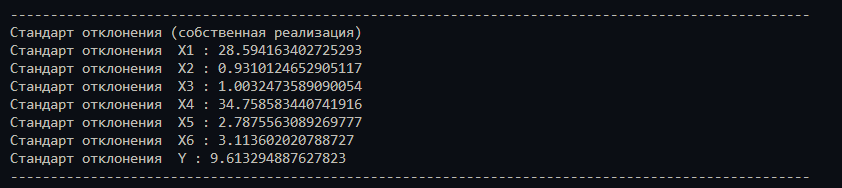 ----------------------------------------------------------------------------------------------------
Стандарт отклонения (собственная реализация)
Стандарт отклонения  X1 : 28.594163402725293
Стандарт отклонения  X2 : 0.9310124652905117
Стандарт отклонения  X3 : 1.0032473589090054
Стандарт отклонения  X4 : 34.758583440741916
Стандарт отклонения  X5 : 2.7875563089269777
Стандарт отклонения  X6 : 3.113602020788727
Стандарт отклонения  Y : 9.613294887627823
----------------------------------------------------------------------------------------------------